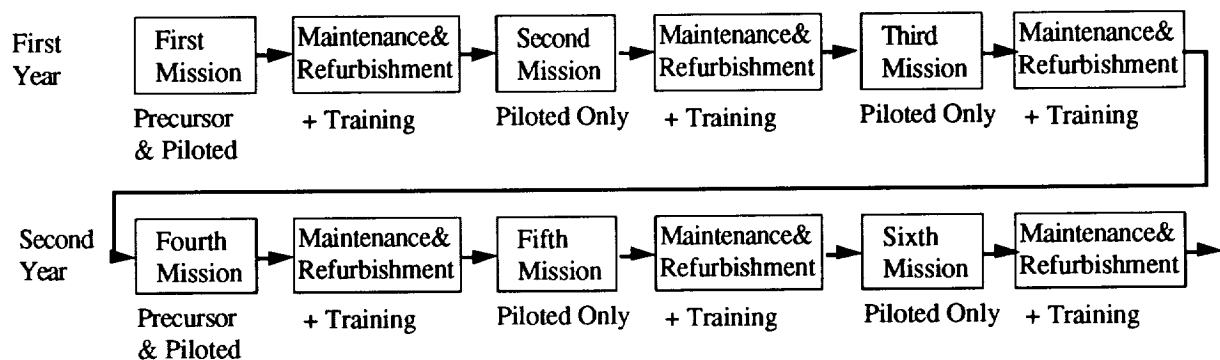 First
Year
First
Mission
Maintenance&
Refurbishment
Second
Mission
Maintenance&
Refurbishment
Third
Mission
Maintenance&
Refurbishment
Precursor
& Piloted
+ Training
Piloted Only
+ Training
Piloted Only
+ Training
Second
Year
Fourth
Mission
Maintenance&
Refurbishment
Fifth
Mission
Maintenance&
Refurbishment
Sixth
Mission
Maintenance&
Refurbishment
Precursor
& Piloted
+ Training
Piloted Only
+ Training
Piloted Only
+ Training